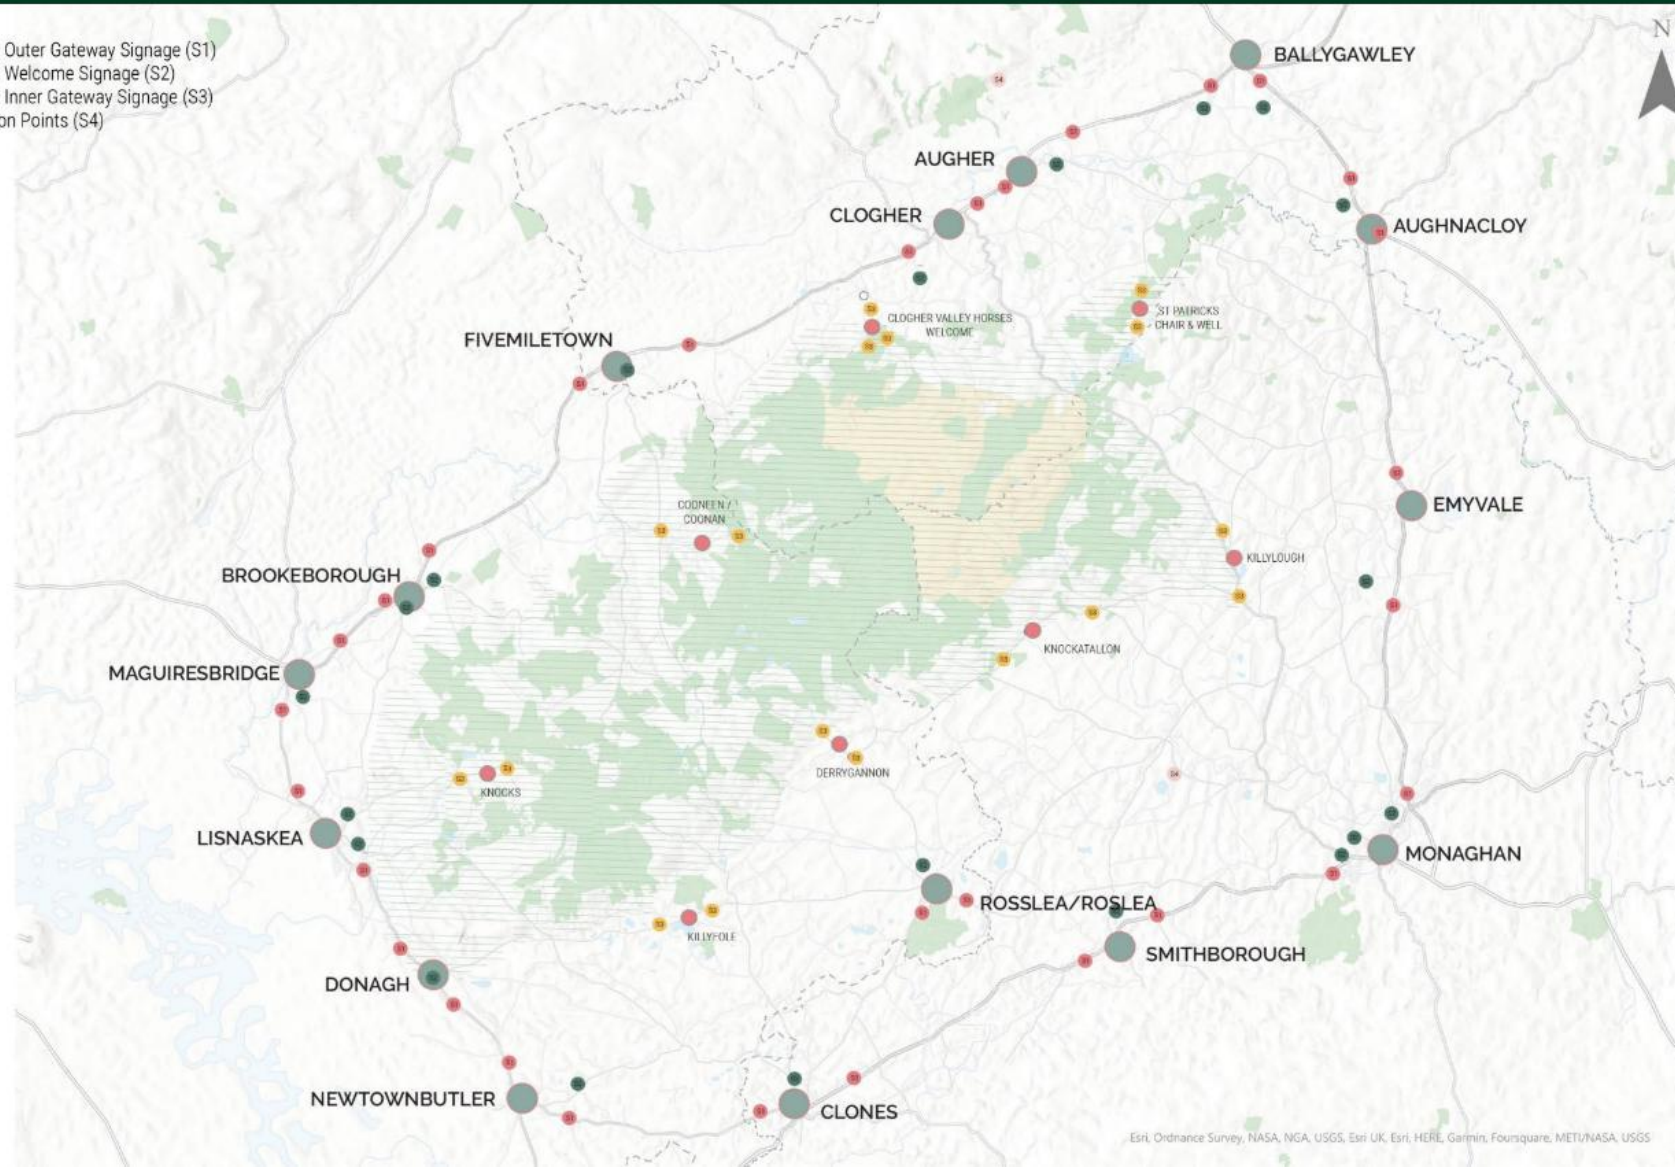 Outer Gateway Signage (S1)
Welcome Signage (S2)
Inner Gateway Signage (S3)
on Points (S4)
N
BALLYGAWLEY
S4
AUGHER
CLOGHER
AUGHNACLOY
CLOGHER VALLEY HORSES
WELCOME
ST PATRICKS
CHAIR & WELL
FIVEMILETOWN
COONEEN /
COONAN
EMYVALE
KILLYLOUGH
BROOKEBOROUGH
KNOCKATALLON
MAGUIRESBRIDGE
DERRYGANNON
S4
KNOCKS
LISNASKEA
MONAGHAN
ROSSLEA/ROSLEA
KILLYFOLE
SMITHBOROUGH
DONAGH
NEWTOWNBUTLER
CLONES
Esri, Ordnance Survey, NASA, NGA, USGS, Esri UK, Esri, HERE, Garmin, Foursquare, METI/NASA, USGS